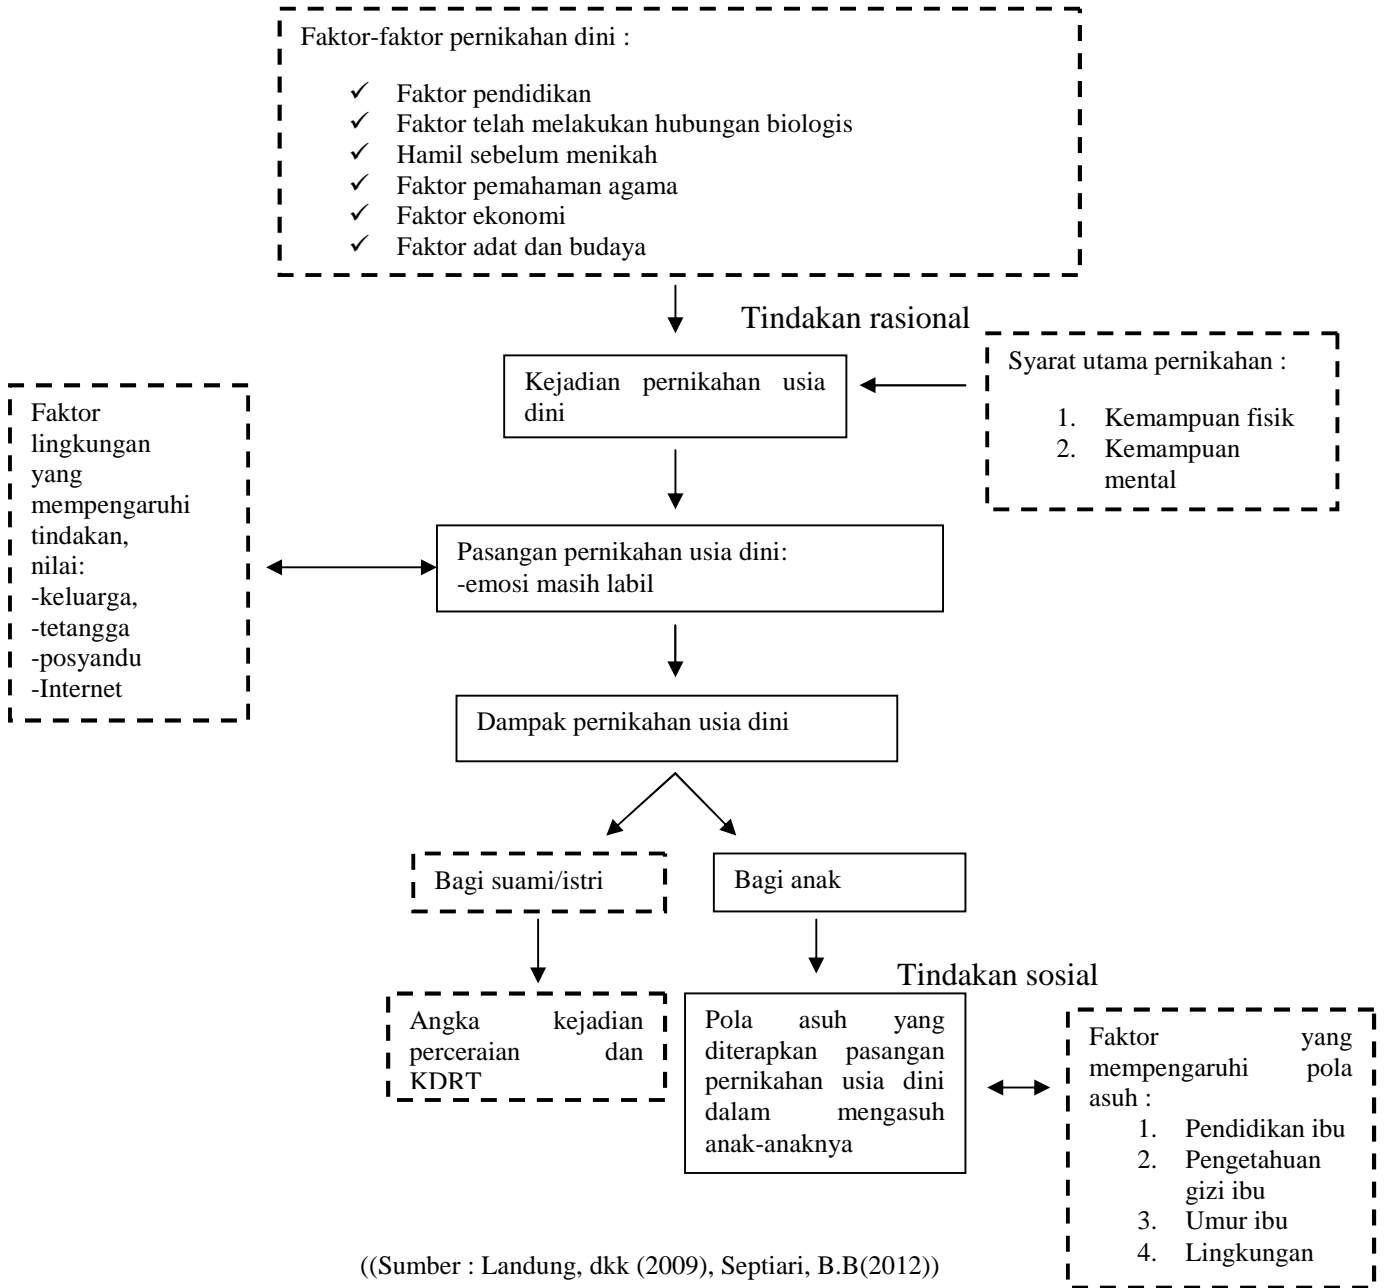 Faktor-faktor pernikahan dini :
✓ Faktor pendidikan
✓ Faktor telah melakukan hubungan biologis
✓ Hamil sebelum menikah
✓ Faktor pemahaman agama
✓ Faktor ekonomi
✓ Faktor adat dan budaya
Tindakan rasional
Kejadian pernikahan usia
dini
Syarat utama pernikahan :
1. Kemampuan fisik
2. Kemampuan
mental
Faktor
lingkungan
yang
mempengaruhi
tindakan,
nilai:
-keluarga,
-tetangga
-posyandu
-Internet
Pasangan pernikahan usia dini:
-emosi masih labil
Dampak pernikahan usia dini
Bagi suami/istri
Bagi anak
Tindakan sosial
Angka kejadian
perceraian dan
KDRT
Pola asuh yang
diterapkan pasangan
pernikahan usia dini
dalam mengasuh
anak-anaknya
Faktor yang
mempengaruhi pola
asuh :
1. Pendidikan ibu
2. Pengetahuan
gizi ibu
3. Umur ibu
4. Lingkungan
((Sumber : Landung, dkk (2009), Septiari, B.B(2012))